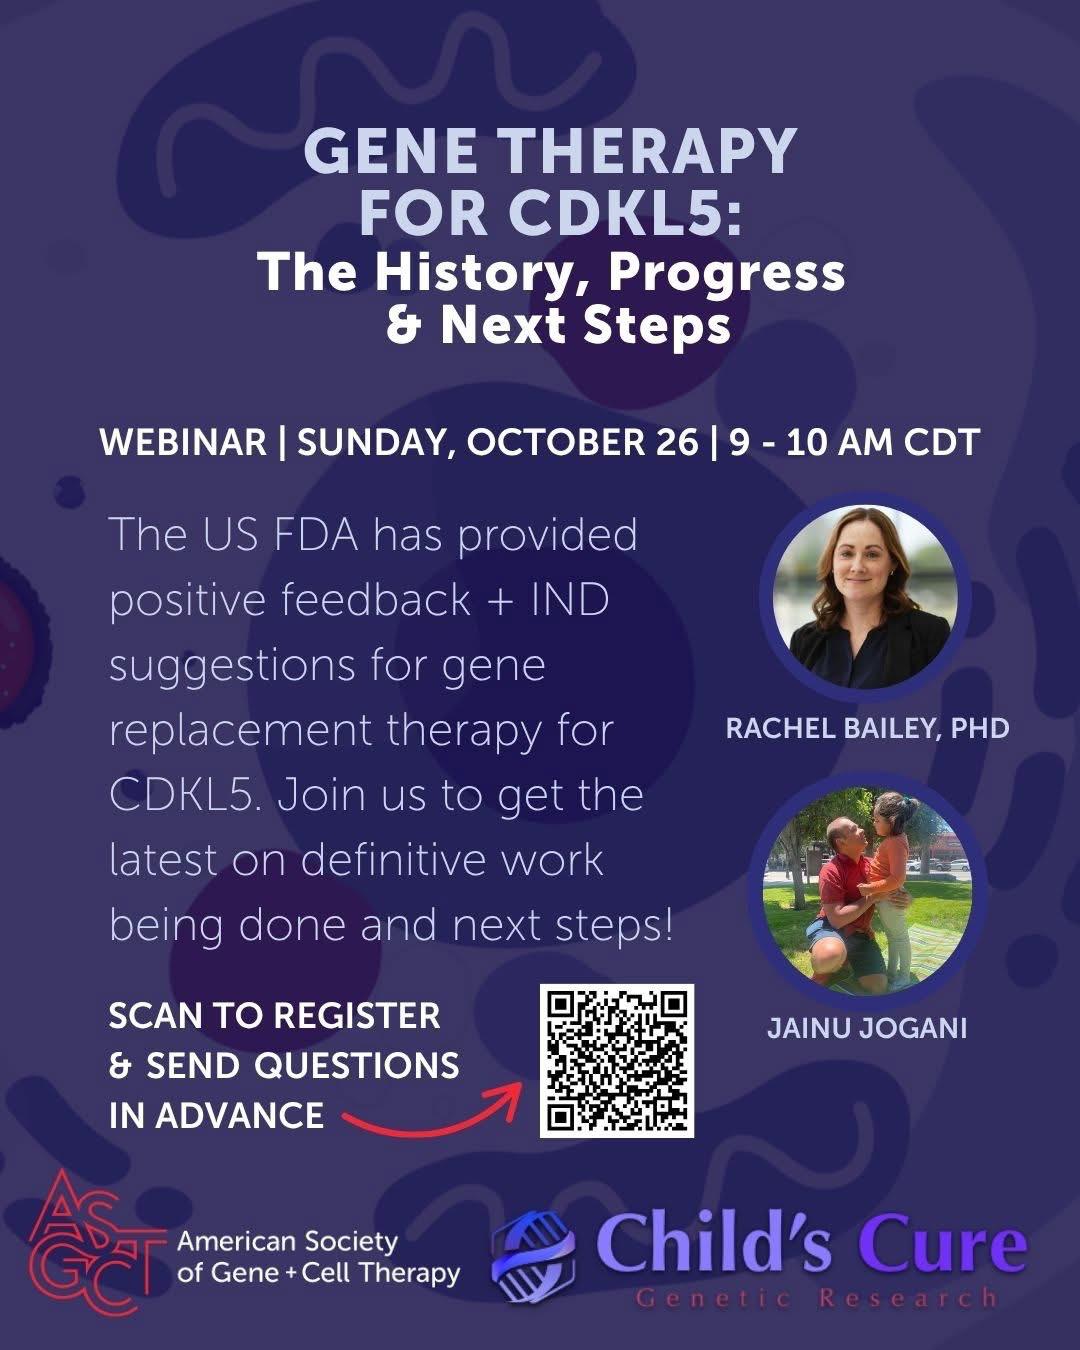 GENE THERAPY
FOR CDKL5:
The History, Progress
& Next Steps
WEBINAR | SUNDAY, OCTOBER 26 | 9 - 10 AM CDT
The US FDA has provided
positive feedback + IND
suggestions for gene
replacement therapy for
CDKL5. Join us to get the
latest on definitive work
being done and next steps!
RACHEL BAILEY, PHD
JAINU JOGANI
SCAN TO REGISTER
& SEND QUESTIONS
IN ADVANCE
ASGCT
American Society
of Gene + Cell Therapy
Child's Cure
Genetic Research